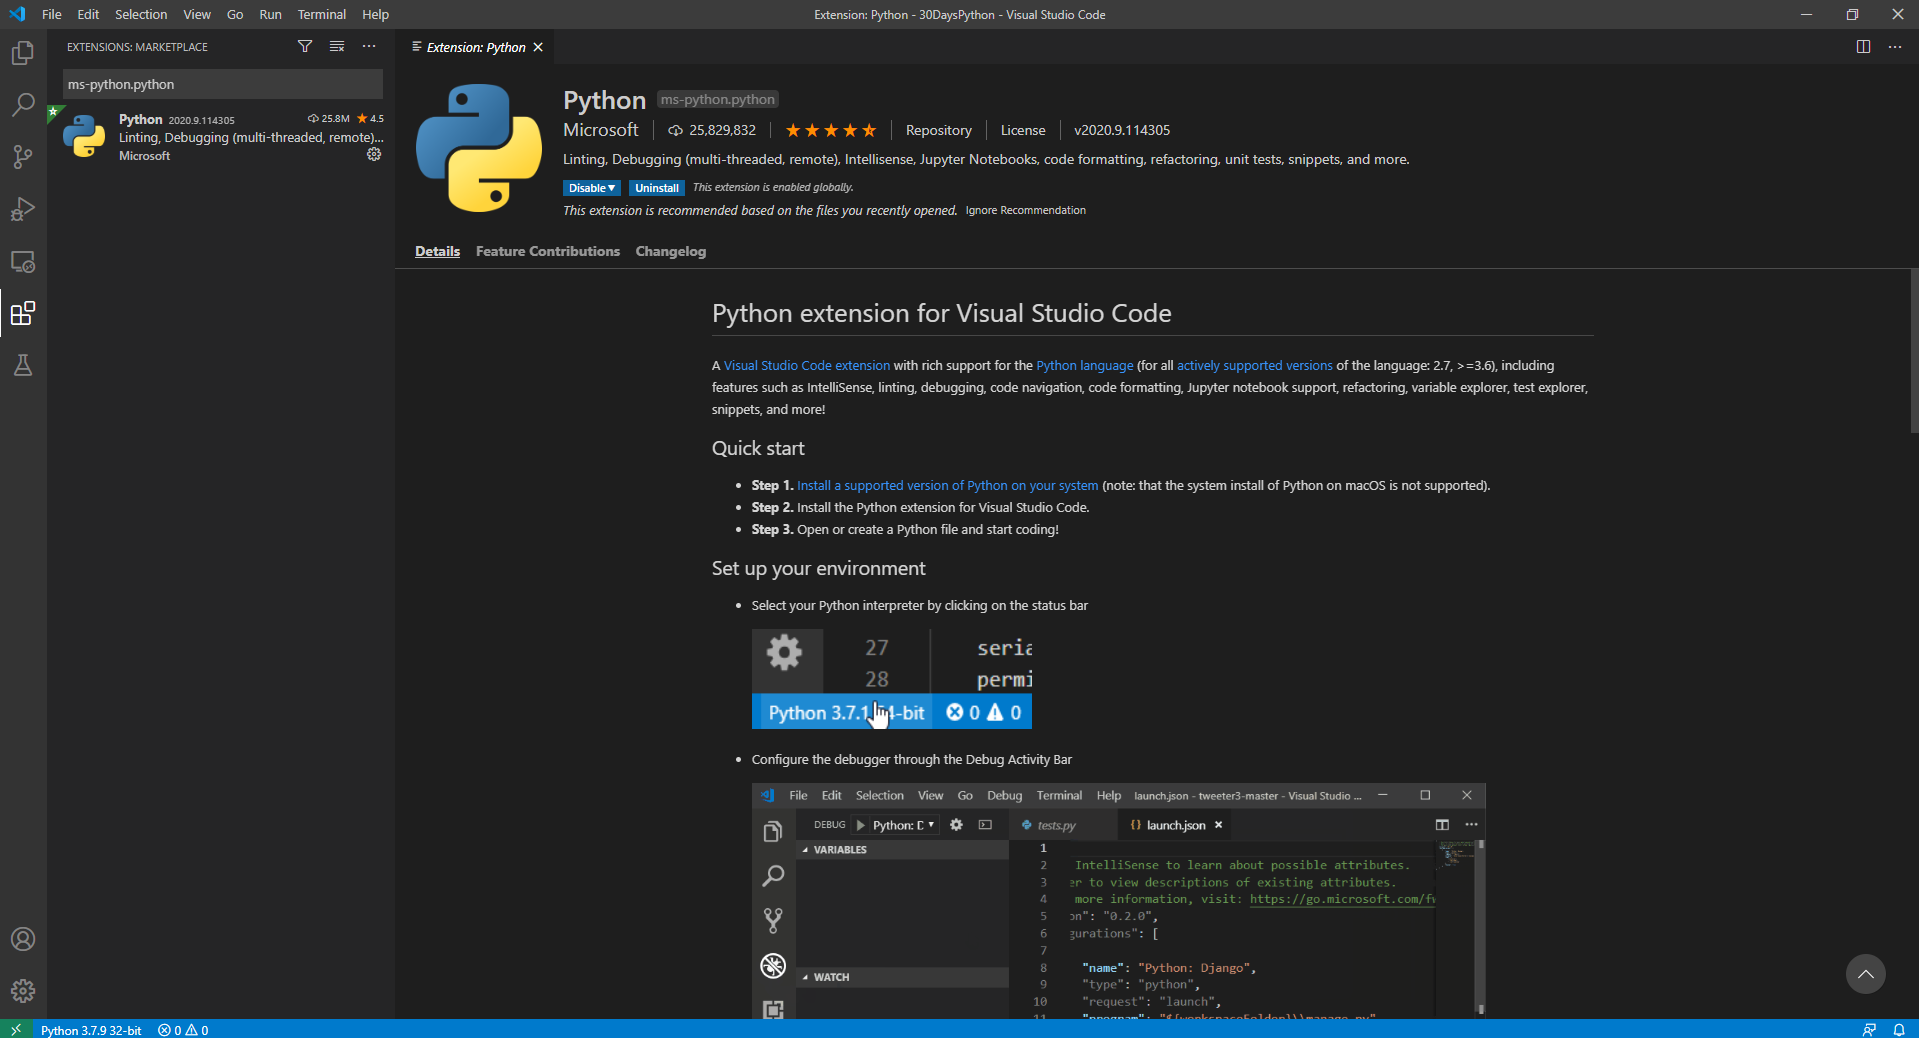 File Edit Selection View Go Run Terminal Help
Extension: Python - 30DaysPython - Visual Studio Code
EXTENSIONS: MARKETPLACE
ms-python.python
Python 2020.9.114305 25.8M 4.5
Linting, Debugging (multi-threaded, remote)...
Microsoft
Extension: Python
Python ms-python.python
Microsoft 25,829,832 Repository License v2020.9.114305
Linting, Debugging (multi-threaded, remote), Intellisense, Jupyter Notebooks, code formatting, refactoring, unit tests, snippets, and more.
Disable Uninstall This extension is enabled globally.
This extension is recommended based on the files you recently opened. Ignore Recommendation
Details Feature Contributions Changelog
Python extension for Visual Studio Code
A Visual Studio Code extension with rich support for the Python language (for all actively supported versions of the language: 2.7, >=3.6), including
features such as IntelliSense, linting, debugging, code navigation, code formatting, Jupyter notebook support, refactoring, variable explorer, test explorer,
snippets, and more!
Quick start
• Step 1. Install a supported version of Python on your system (note: that the system install of Python on macOS is not supported).
• Step 2. Install the Python extension for Visual Studio Code.
• Step 3. Open or create a Python file and start coding!
Set up your environment
• Select your Python interpreter by clicking on the status bar
27 seria
28 permi
Python 3.7.1 -bit 0 0
• Configure the debugger through the Debug Activity Bar
File Edit Selection View Go Debug Terminal Help launch.json - tweeter3-master - Visual Studio ...
DEBUG Python: D tests.py {} launch.json
VARIABLES
1
2 IntelliSense to learn about possible attributes.
3 er to view descriptions of existing attributes.
4 more information, visit: https://go.microsoft.com/fw
5 on": "0.2.0",
6 gurations": [
7
8 "name": "Python: Django",
9 "type": "python",
10 "request": "launch",
11 "program": "${workspaceFolder}\\manage.py"
WATCH
Python 3.7.9 32-bit 0 0